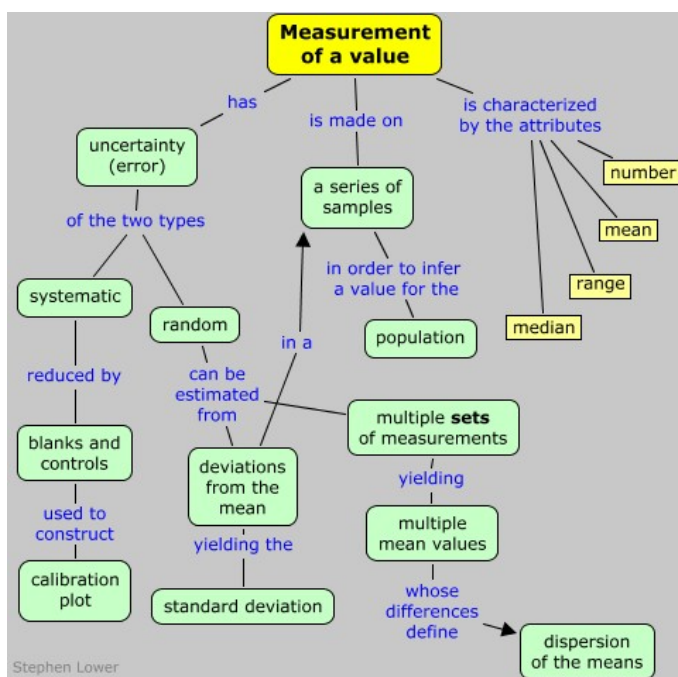 Measurement
of a value
has
is made on
is characterized
by the attributes
uncertainty
(error)
a series of
samples
number
mean
range
median
of the two types
in order to infer
a value for the
systematic
random
population
in a
reduced by
can be
estimated
from
multiple sets
of measurements
blanks and
controls
deviations
from the
mean
yielding
used to
construct
yielding the
multiple
mean values
calibration
plot
standard deviation
whose
differences
define
dispersion
of the means
Stephen Lower